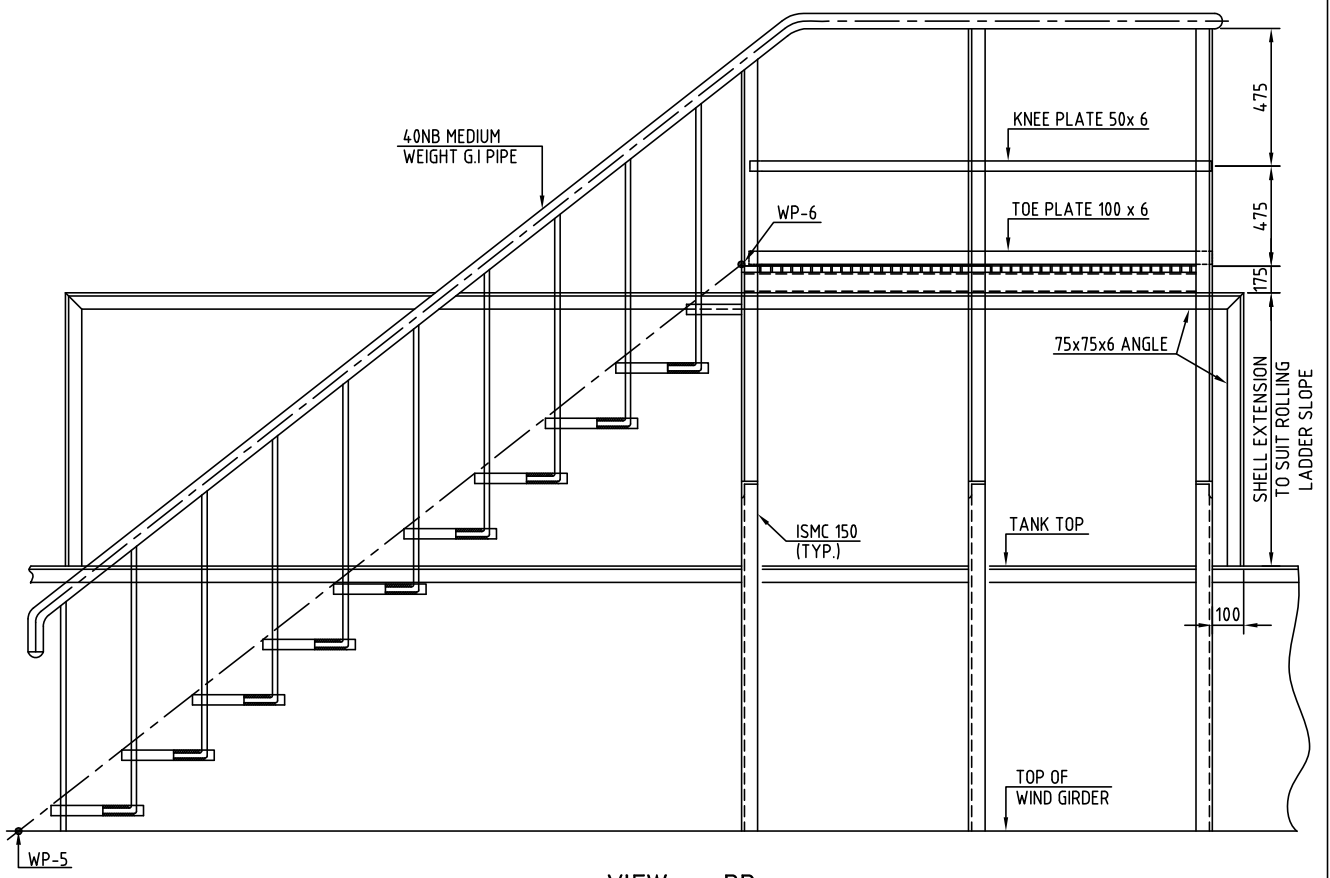 475
KNEE PLATE 50x 6
40NB MEDIUM
WEIGHT G.I PIPE
WP-6
TOE PLATE 100 x 6
475
175
75x75x6 ANGLE
SHELL EXTENSION
TO SUIT ROLLING
LADDER SLOPE
ISMC 150
(TYP.)
TANK TOP
100
TOP OF
WIND GIRDER
WP-5
VIEW BB